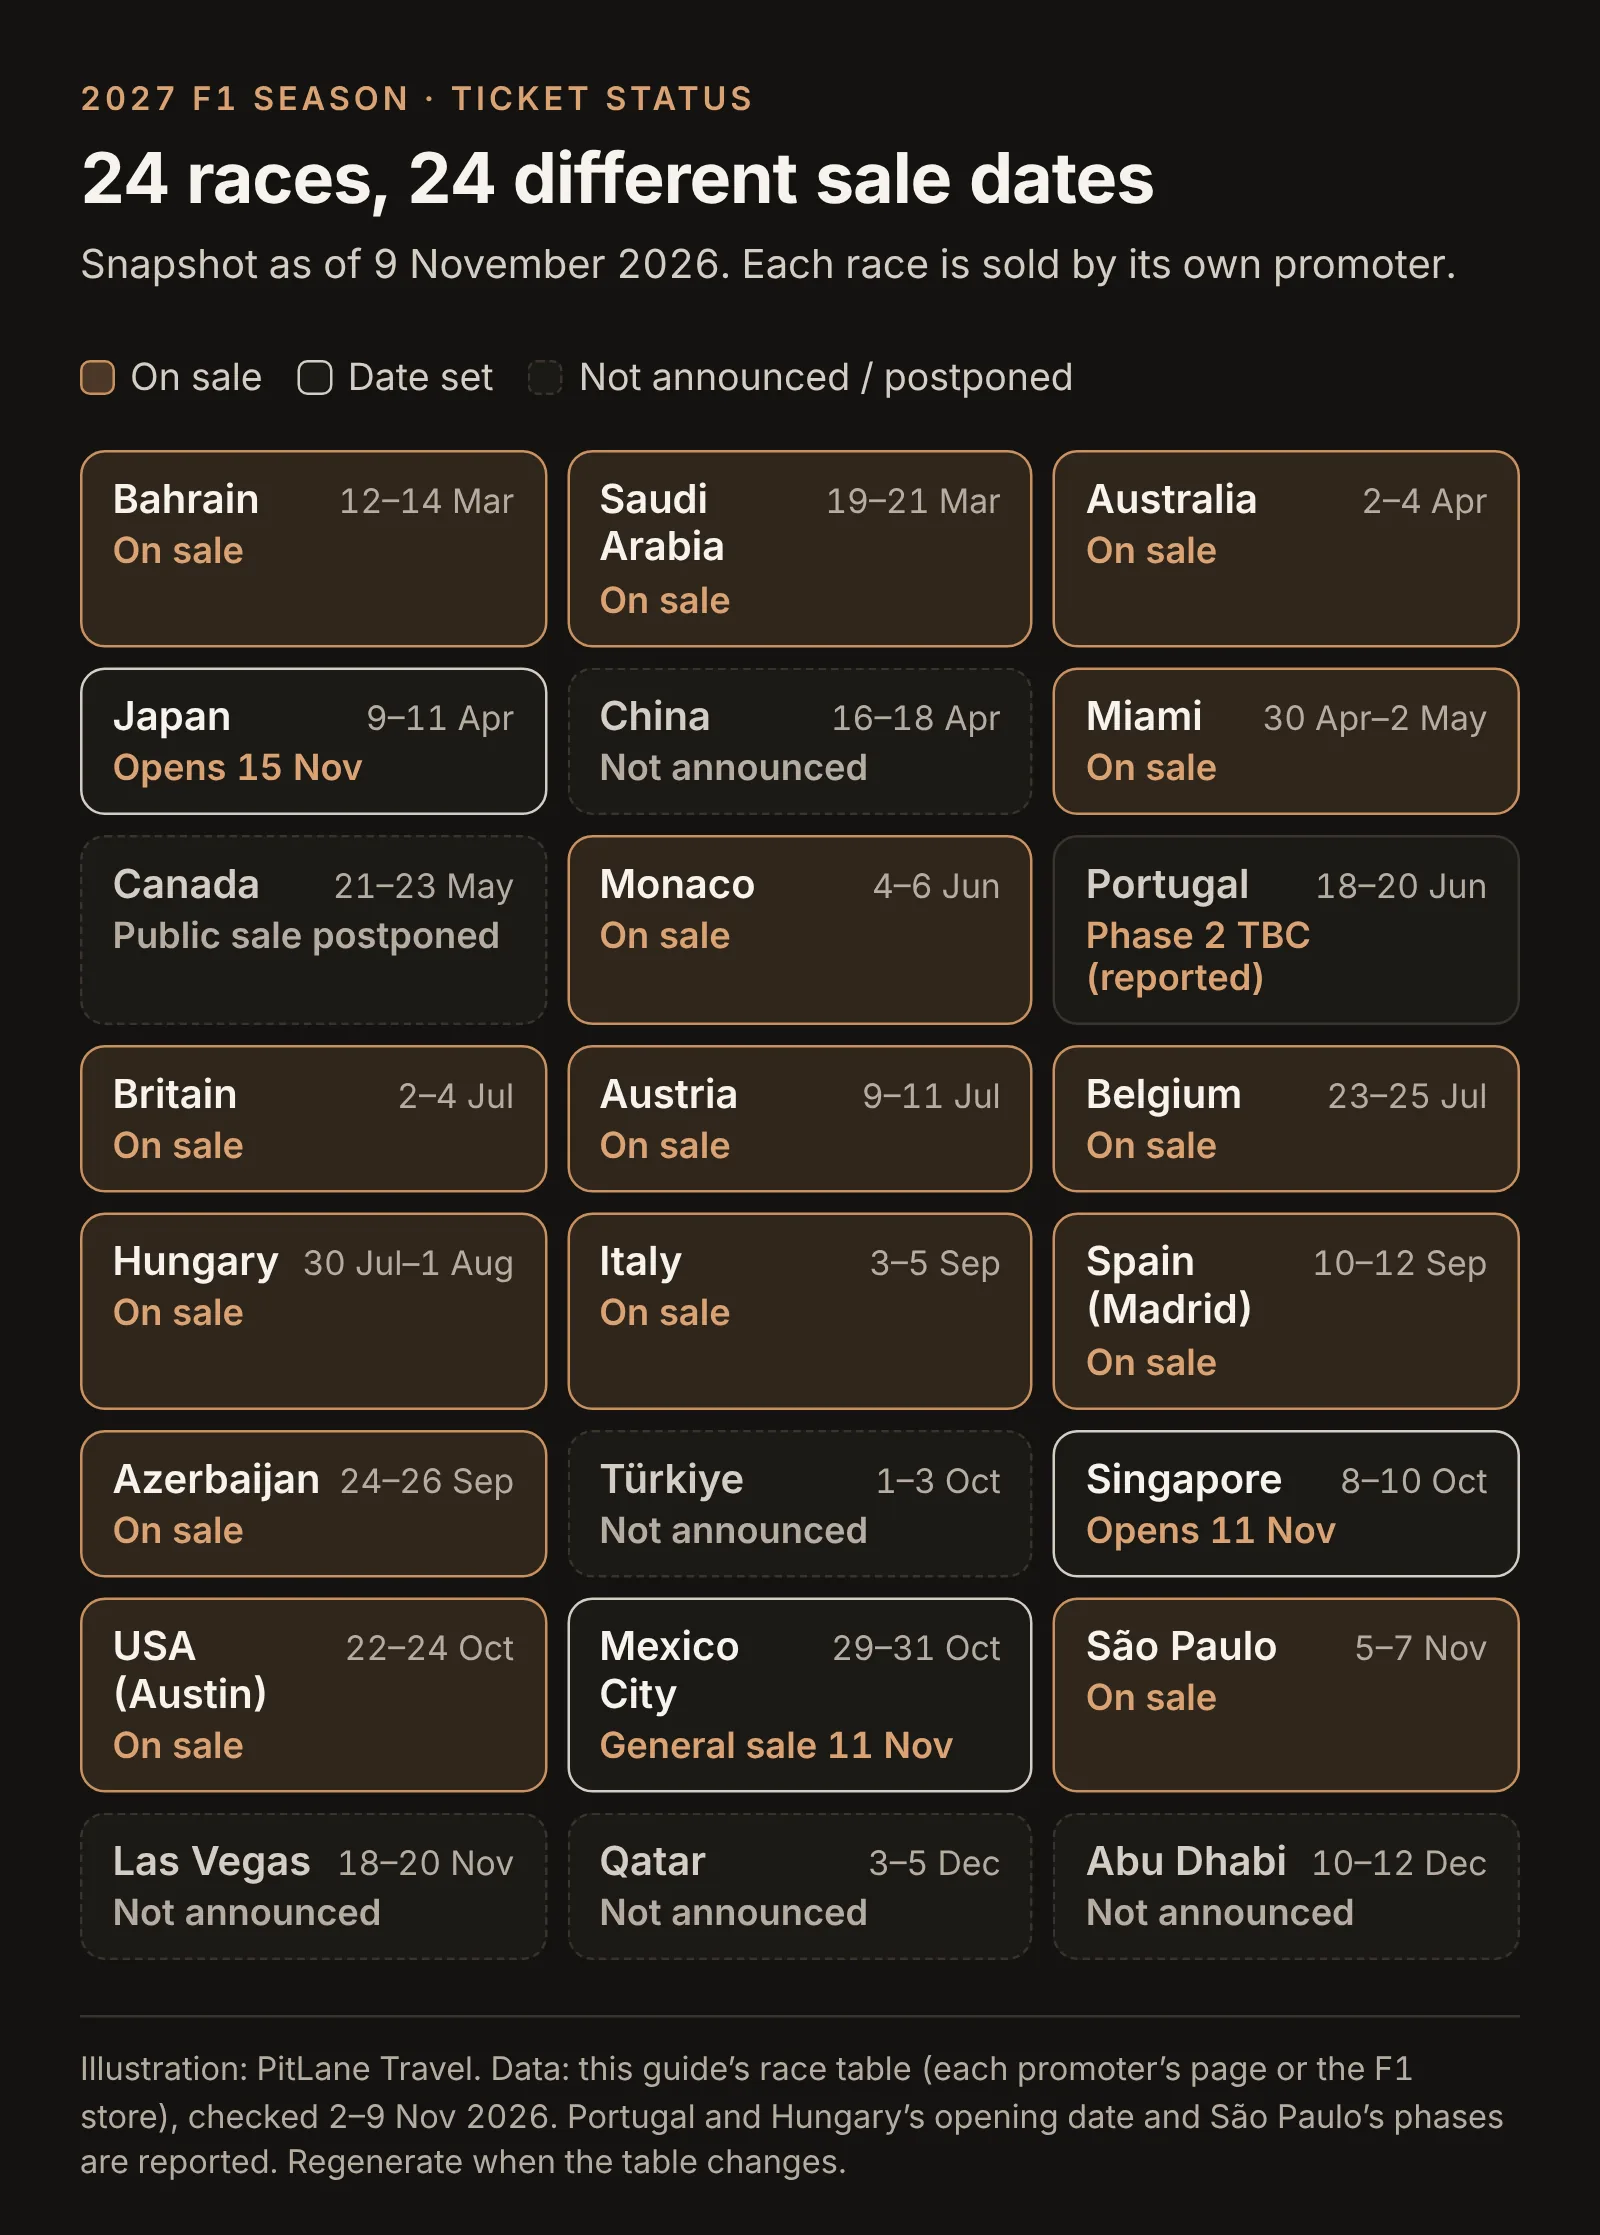 2027 F1 SEASON · TICKET STATUS
24 races, 24 different sale dates
Snapshot as of 9 November 2026. Each race is sold by its own promoter.
On sale
Date set
Not announced / postponed
Bahrain 12–14 Mar
On sale
Saudi 19–21 Mar
Arabia
On sale
Australia 2–4 Apr
On sale
Japan 9–11 Apr
Opens 15 Nov
China 16–18 Apr
Not announced
Miami 30 Apr–2 May
On sale
Canada 21–23 May
Public sale postponed
Monaco 4–6 Jun
On sale
Portugal 18–20 Jun
Phase 2 TBC
(reported)
Britain 2–4 Jul
On sale
Austria 9–11 Jul
On sale
Belgium 23–25 Jul
On sale
Hungary 30 Jul–1 Aug
On sale
Italy 3–5 Sep
On sale
Spain 10–12 Sep
(Madrid)
On sale
Azerbaijan 24–26 Sep
On sale
Türkiye 1–3 Oct
Not announced
Singapore 8–10 Oct
Opens 11 Nov
USA 22–24 Oct
(Austin)
On sale
Mexico 29–31 Oct
City
General sale 11 Nov
São Paulo 5–7 Nov
On sale
Las Vegas 18–20 Nov
Not announced
Qatar 3–5 Dec
Not announced
Abu Dhabi 10–12 Dec
Not announced
Illustration: PitLane Travel. Data: this guide’s race table (each promoter’s page or the F1
store), checked 2–9 Nov 2026. Portugal and Hungary’s opening date and São Paulo’s phases
are reported. Regenerate when the table changes.